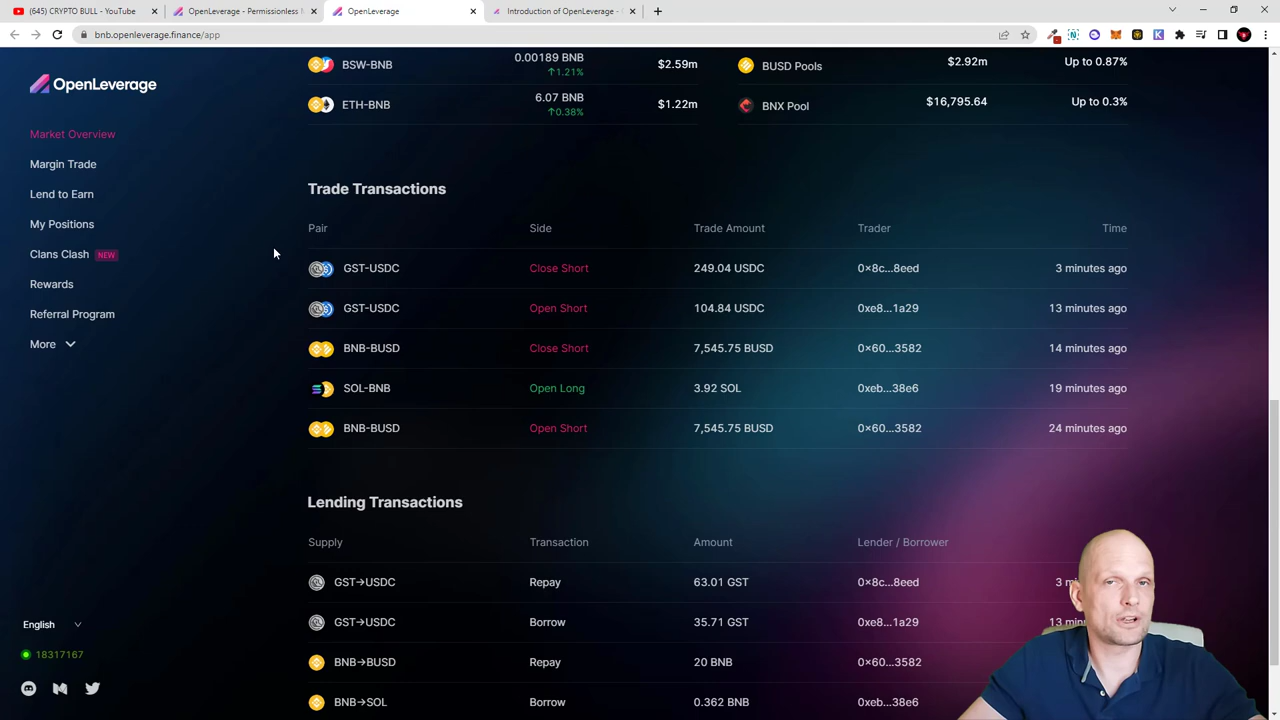 (645) CRYPTO BULL - YouTube
OpenLeverage - Permissionless
OpenLeverage
Introduction of OpenLeverage -
bnb.openleverage.finance/app
OpenLeverage
Market Overview
Margin Trade
Lend to Earn
My Positions
Clans Clash NEW
Rewards
Referral Program
More
English
18317167
BSW-BNB 0.00189 BNB ↑1.21% $2.59m
ETH-BNB 6.07 BNB ↑0.38% $1.22m
BUSD Pools $2.92m Up to 0.87%
BNX Pool $16,795.64 Up to 0.3%
Trade Transactions
Pair Side Trade Amount Trader Time
GST-USDC Close Short 249.04 USDC 0x8c...8eed 3 minutes ago
GST-USDC Open Short 104.84 USDC 0xe8...1a29 13 minutes ago
BNB-BUSD Close Short 7,545.75 BUSD 0x60...3582 14 minutes ago
SOL-BNB Open Long 3.92 SOL 0xeb...38e6 19 minutes ago
BNB-BUSD Open Short 7,545.75 BUSD 0x60...3582 24 minutes ago
Lending Transactions
Supply Transaction Amount Lender / Borrower
GST→USDC Repay 63.01 GST 0x8c...8eed 3
GST→USDC Borrow 35.71 GST 0xe8...1a29 13
BNB→BUSD Repay 20 BNB 0x60...3582
BNB→SOL Borrow 0.362 BNB 0xeb...38e6